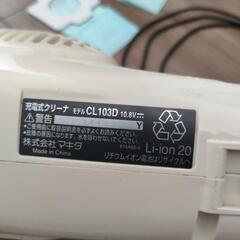 充電式クリーナ モデル CL103D 10.8V
⚠警告
Y
株式会社 マキタ
Made in China
Li-ion 20
リチウムイオン電池はリサイクルへ